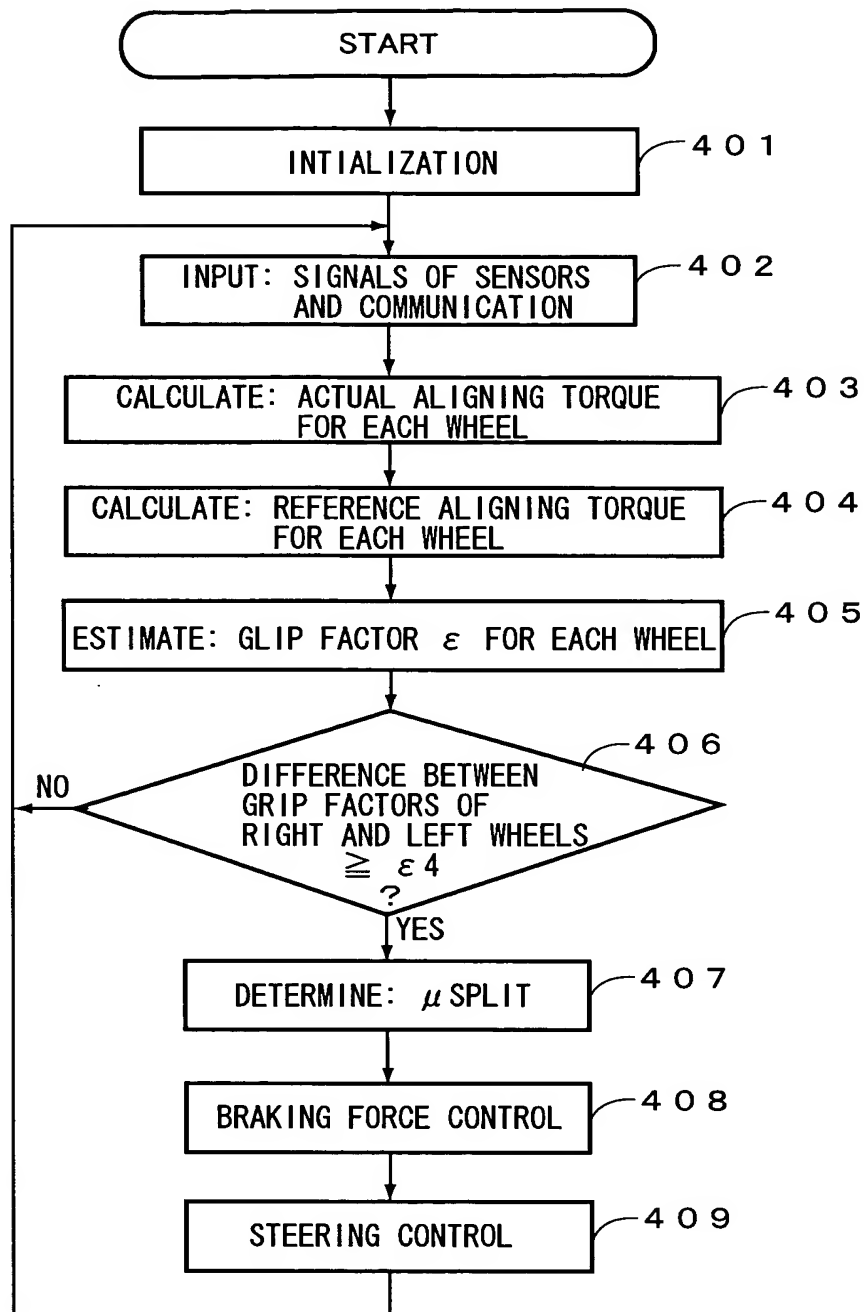 START
INTIALIZATION
401
INPUT: SIGNALS OF SENSORS
AND COMMUNICATION
402
CALCULATE: ACTUAL ALIGNING TORQUE
FOR EACH WHEEL
403
CALCULATE: REFERENCE ALIGNING TORQUE
FOR EACH WHEEL
404
ESTIMATE: GLIP FACTOR ε FOR EACH WHEEL
405
DIFFERENCE BETWEEN
GRIP FACTORS OF
RIGHT AND LEFT WHEELS
≧ ε4
?
406
NO
YES
DETERMINE: μ SPLIT
407
BRAKING FORCE CONTROL
408
STEERING CONTROL
409